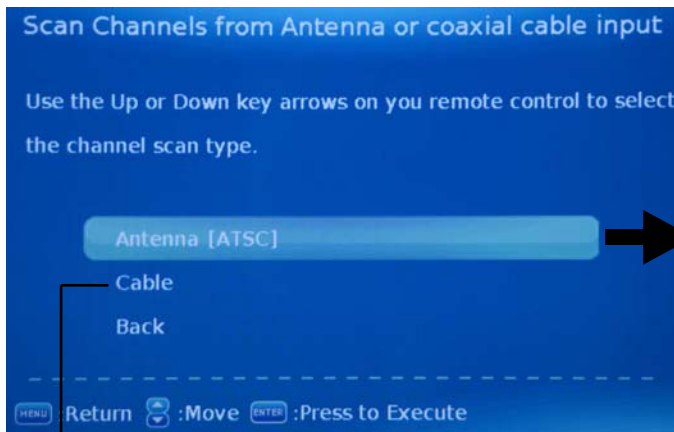 Scan Channels from Antenna or coaxial cable input
Use the Up or Down key arrows on you remote control to select
the channel scan type.
Antenna [ATSC]
Cable
Back
MENU :Return :Move ENTER :Press to Execute